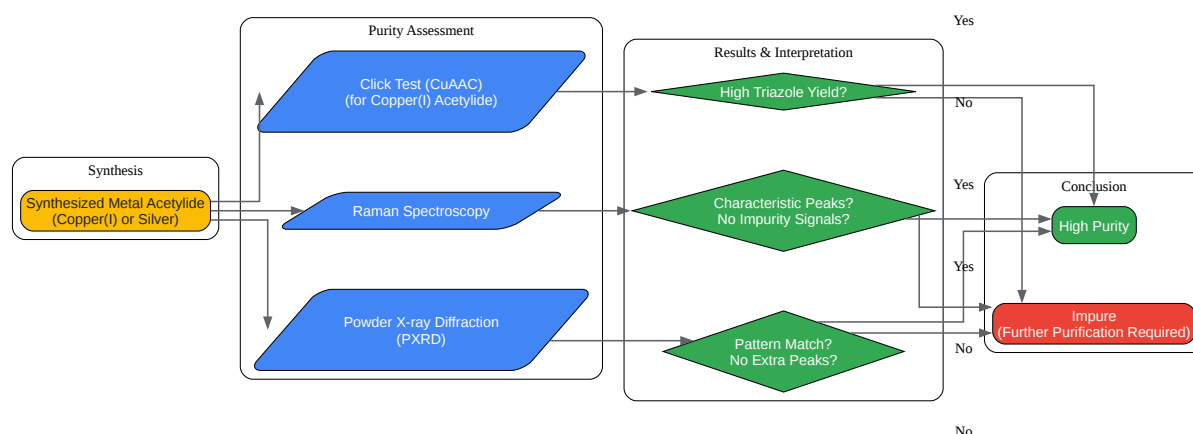 Synthesis
Synthesized Metal Acetylide
(Copper(I) or Silver)
Purity Assessment
Click Test (CuAAC)
(for Copper(I) Acetylide)
Raman Spectroscopy
Powder X-ray Diffraction
(PXRD)
Results & Interpretation
High Triazole Yield?
Characteristic Peaks?
No Impurity Signals?
Pattern Match?
No Extra Peaks?
Yes
No
Yes
Yes
No
No
Conclusion
High Purity
Impure
(Further Purification Required)